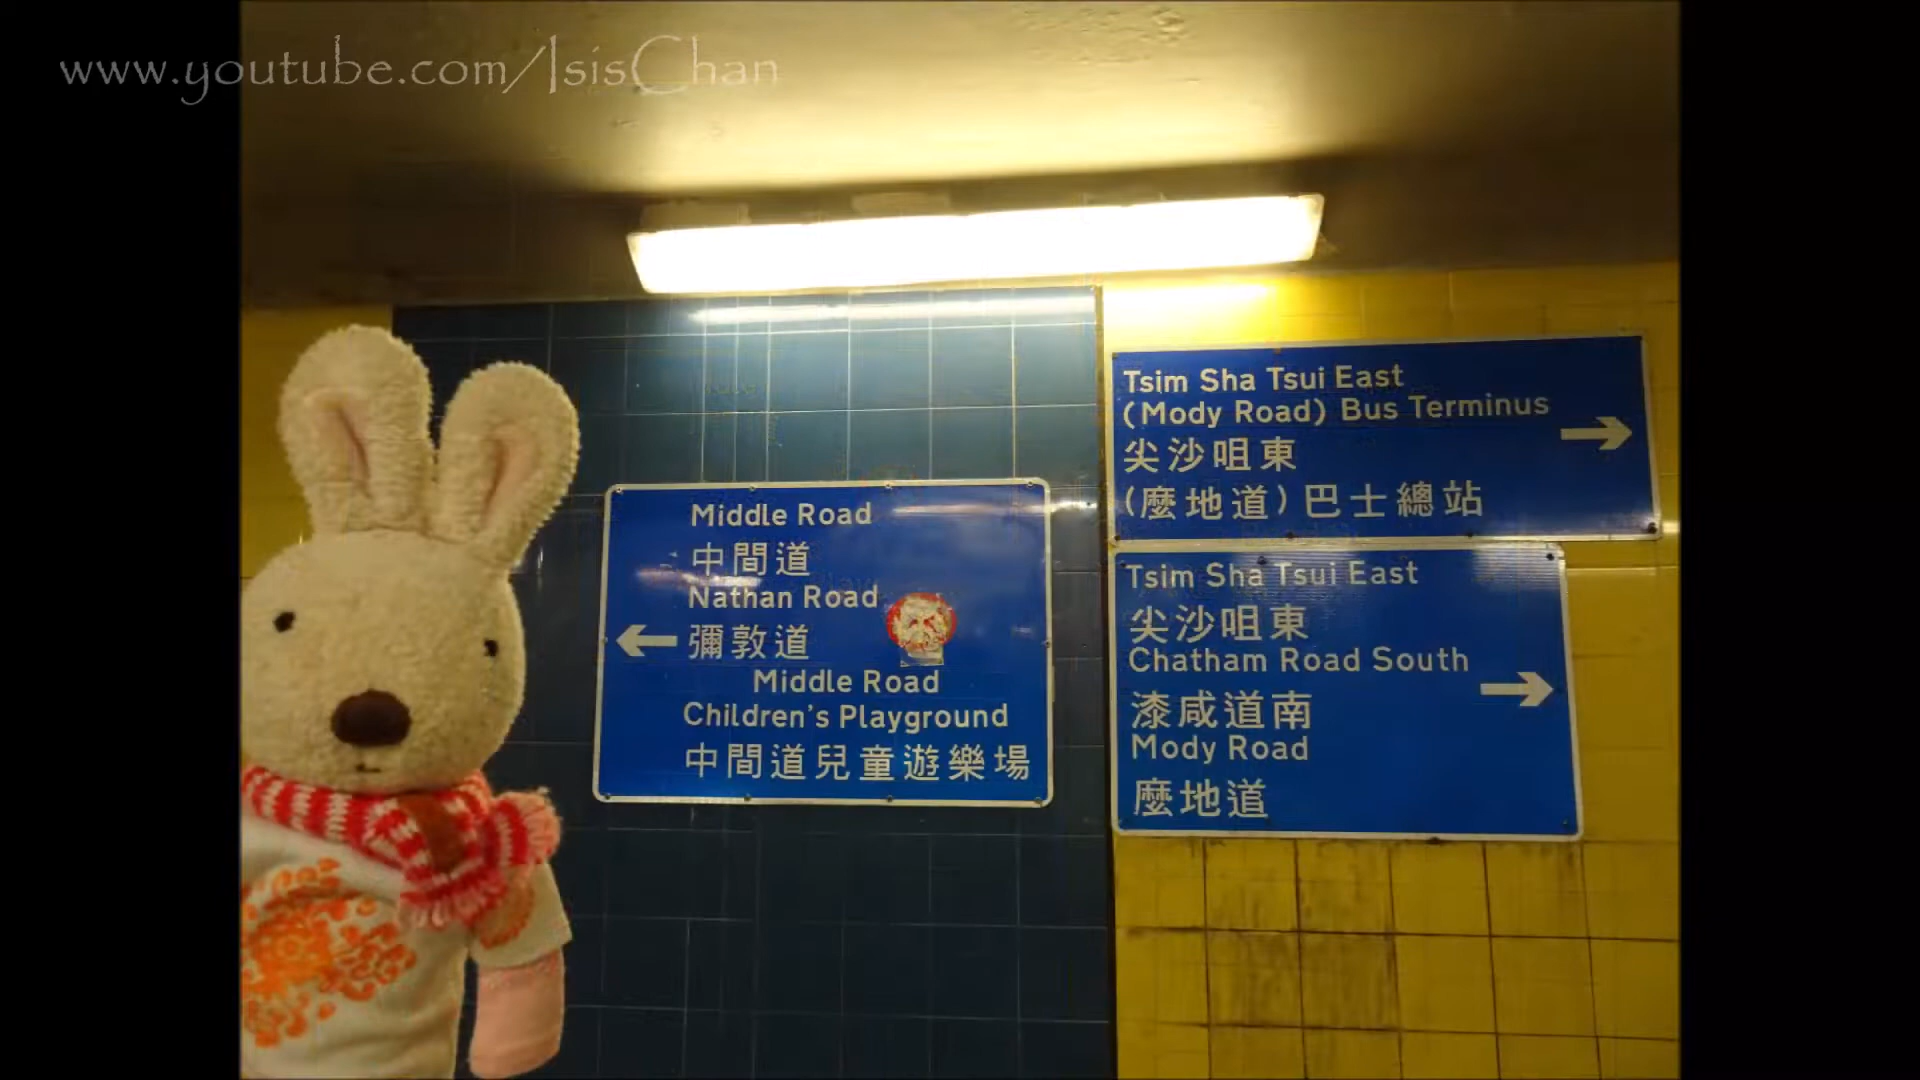 www.youtube.com/IsisChan
Middle Road
中間道
Nathan Road
彌敦道
Middle Road
Children's Playground
中間道兒童遊樂場
Tsim Sha Tsui East
(Mody Road) Bus Terminus
尖沙咀東
(麼地道)巴士總站
Tsim Sha Tsui East
尖沙咀東
Chatham Road South
漆咸道南
Mody Road
麼地道